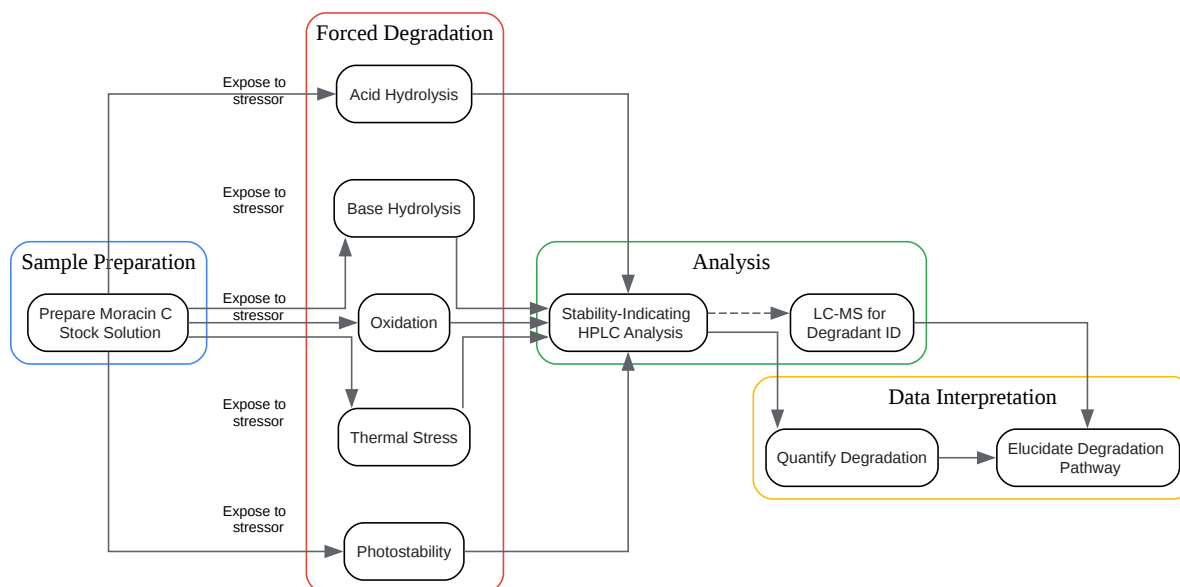 Forced Degradation
Expose to
stressor
Acid Hydrolysis
Expose to
stressor
Base Hydrolysis
Sample Preparation
Prepare Moracin C
Stock Solution
Expose to
stressor
Oxidation
Analysis
Stability-Indicating
HPLC Analysis
LC-MS for
Degradant ID
Expose to
stressor
Thermal Stress
Data Interpretation
Quantify Degradation
Elucidate Degradation
Pathway
Expose to
stressor
Photostability